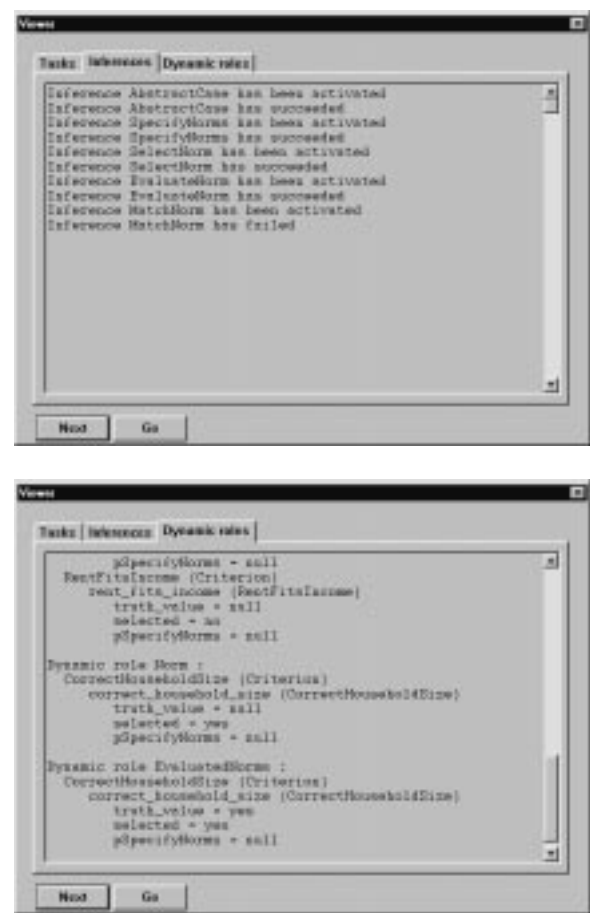 Viewer
Tasks Inferences Dynamic roles
Inference AbstractCase has been activated
Inference AbstractCase has succeeded
Inference SpecifyNorms has been activated
Inference SpecifyNorms has succeeded
Inference SelectNorm has been activated
Inference SelectNorm has succeeded
Inference EvaluateNorm has been activated
Inference EvaluateNorm has succeeded
Inference MatchNorm has been activated
Inference MatchNorm has failed
Next Go
Viewer
Tasks Inferences Dynamic roles
pSpecifyNorms = null
RentFitsIncome (Criterion)
rent_fits_income (RentFitsIncome)
truth_value = null
selected = no
pSpecifyNorms = null
Dynamic role Norm :
CorrectHouseholdSize (Criterion)
correct_household_size (CorrectHouseholdSize)
truth_value = null
selected = yes
pSpecifyNorms = null
Dynamic role EvaluatedNorms :
CorrectHouseholdSize (Criterion)
correct_household_size (CorrectHouseholdSize)
truth_value = yes
selected = yes
pSpecifyNorms = null
Next Go